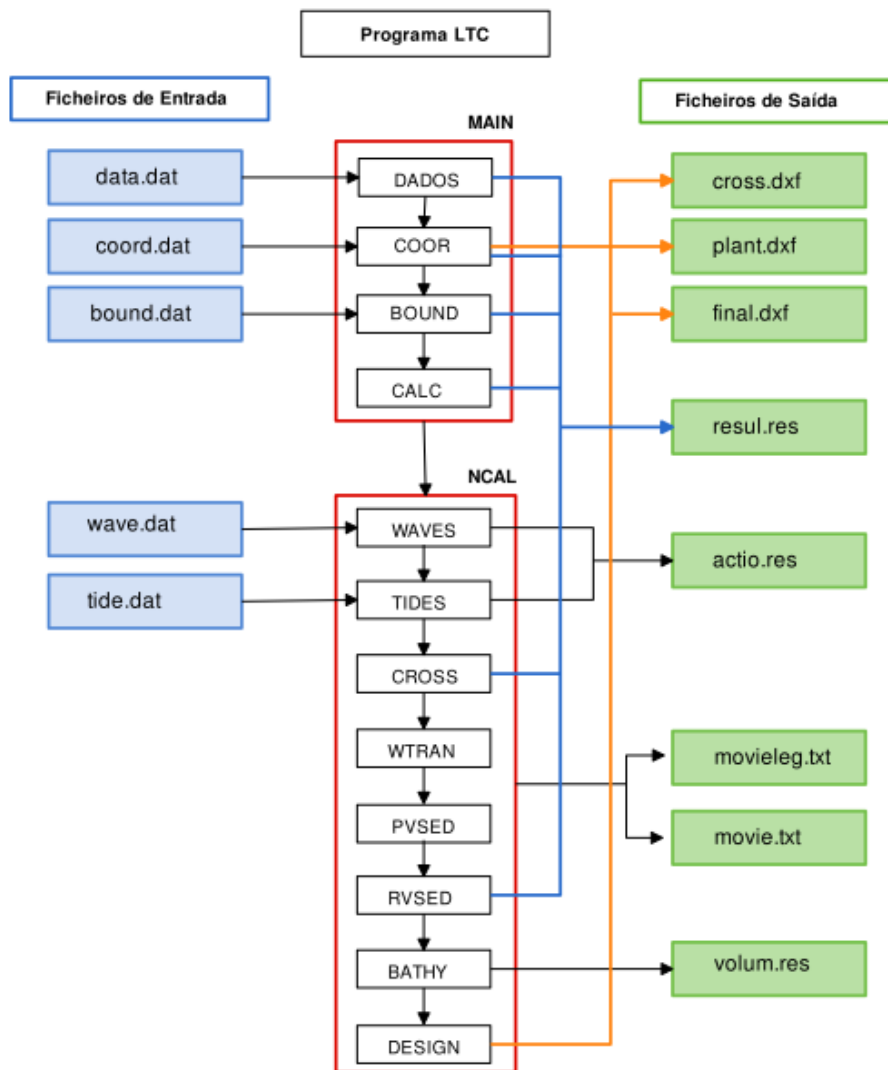 Programa LTC
Ficheiros de Entrada
Ficheiros de Saída
MAIN
data.dat
DADOS
cross.dxf
coord.dat
COOR
plant.dxf
bound.dat
BOUND
final.dxf
CALC
resul.res
NCAL
wave.dat
WAVES
actio.res
tide.dat
TIDES
CROSS
WTRAN
movieleg.txt
PVSED
movie.txt
RVSED
BATHY
volum.res
DESIGN